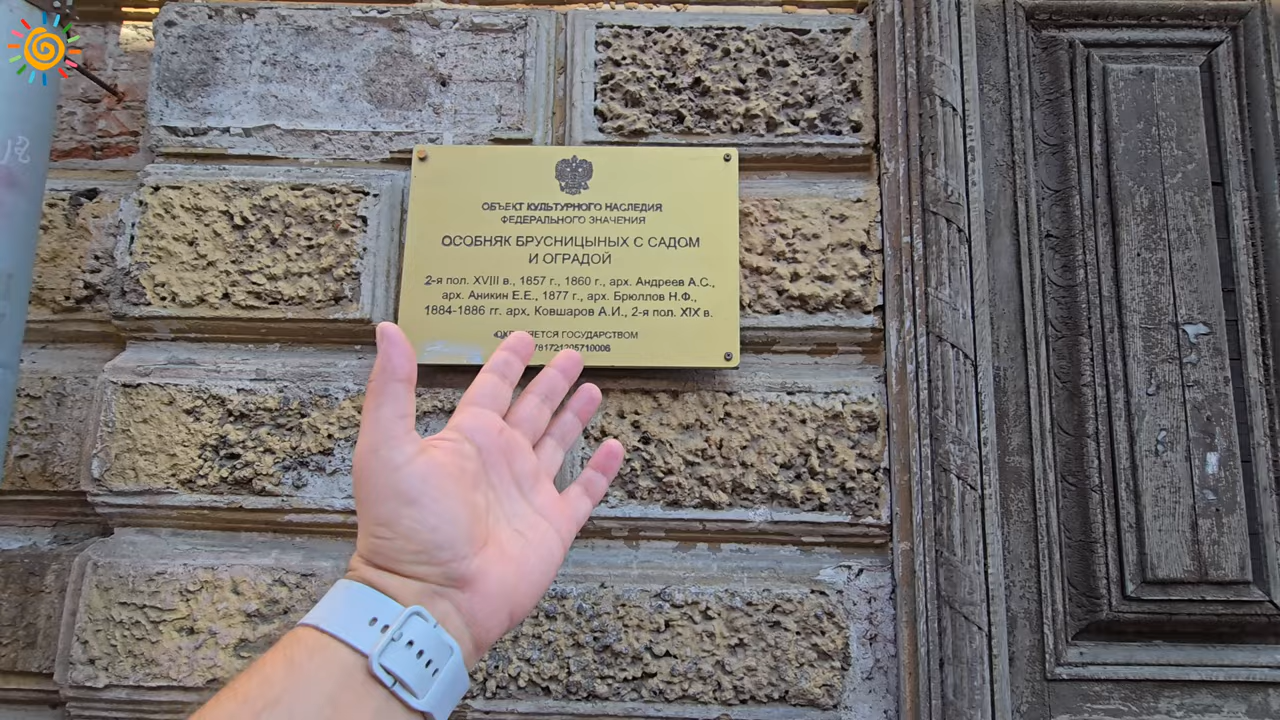 ОБЪЕКТ КУЛЬТУРНОГО НАСЛЕДИЯ
ФЕДЕРАЛЬНОГО ЗНАЧЕНИЯ
ОСОБНЯК БРУСНИЦЫНЫХ С САДОМ
И ОГРАДОЙ
2-я пол. XVIII в., 1857 г., 1860 г., арх. Андреев А.С.,
арх. Аникин Е.Е., 1877 г., арх. Брюллов Н.Ф.,
1884-1886 гг. арх. Ковшаров А.И., 2-я пол. XIX в.
ГОСУДАРСТВОМ